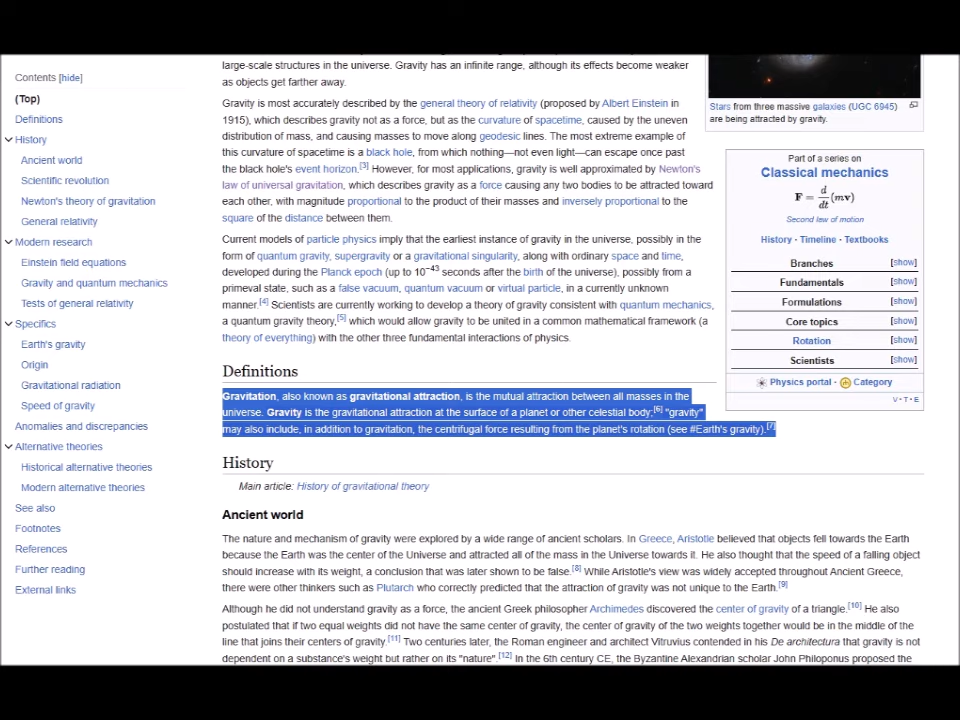 Contents [hide]
(Top)
Definitions
History
Ancient world
Scientific revolution
Newton's theory of gravitation
General relativity
Modern research
Einstein field equations
Gravity and quantum mechanics
Tests of general relativity
Specifics
Earth's gravity
Origin
Gravitational radiation
Speed of gravity
Anomalies and discrepancies
Alternative theories
Historical alternative theories
Modern alternative theories
See also
Footnotes
References
Further reading
External links
large-scale structures in the universe. Gravity has an infinite range, although its effects become weaker
as objects get farther away.
Gravity is most accurately described by the general theory of relativity (proposed by Albert Einstein in
1915), which describes gravity not as a force, but as the curvature of spacetime, caused by the uneven
distribution of mass, and causing masses to move along geodesic lines. The most extreme example of
this curvature of spacetime is a black hole, from which nothing—not even light—can escape once past
the black hole's event horizon.[3] However, for most applications, gravity is well approximated by Newton's
law of universal gravitation, which describes gravity as a force causing any two bodies to be attracted toward
each other, with magnitude proportional to the product of their masses and inversely proportional to the
square of the distance between them.
Current models of particle physics imply that the earliest instance of gravity in the universe, possibly in the
form of quantum gravity, supergravity or a gravitational singularity, along with ordinary space and time,
developed during the Planck epoch (up to 10−43 seconds after the birth of the universe), possibly from a
primeval state, such as a false vacuum, quantum vacuum or virtual particle, in a currently unknown
manner.[4] Scientists are currently working to develop a theory of gravity consistent with quantum mechanics,
a quantum gravity theory,[5] which would allow gravity to be united in a common mathematical framework (a
theory of everything) with the other three fundamental interactions of physics.
Definitions
Gravitation, also known as gravitational attraction, is the mutual attraction between all masses in the
universe. Gravity is the gravitational attraction at the surface of a planet or other celestial body;[6] "gravity"
may also include, in addition to gravitation, the centrifugal force resulting from the planet's rotation (see #Earth's gravity).[7]
History
Main article: History of gravitational theory
Ancient world
The nature and mechanism of gravity were explored by a wide range of ancient scholars. In Greece, Aristotle believed that objects fell towards the Earth
because the Earth was the center of the Universe and attracted all of the mass in the Universe towards it. He also thought that the speed of a falling object
should increase with its weight, a conclusion that was later shown to be false.[8] While Aristotle's view was widely accepted throughout Ancient Greece,
there were other thinkers such as Plutarch who correctly predicted that the attraction of gravity was not unique to the Earth.[9]
Although he did not understand gravity as a force, the ancient Greek philosopher Archimedes discovered the center of gravity of a triangle.[10] He also
postulated that if two equal weights did not have the same center of gravity, the center of gravity of the two weights together would be in the middle of the
line that joins their centers of gravity.[11] Two centuries later, the Roman engineer and architect Vitruvius contended in his De architectura that gravity is not
dependent on a substance's weight but rather on its "nature".[12] In the 6th century CE, the Byzantine Alexandrian scholar John Philoponus proposed the
Stars from three massive galaxies (UGC 6945)
are being attracted by gravity.
Part of a series on
Classical mechanics
F = d/dt (mv)
Second law of motion
History · Timeline · Textbooks
Branches [show]
Fundamentals [show]
Formulations [show]
Core topics [show]
Rotation [show]
Scientists [show]
Physics portal · Category
V · T · E